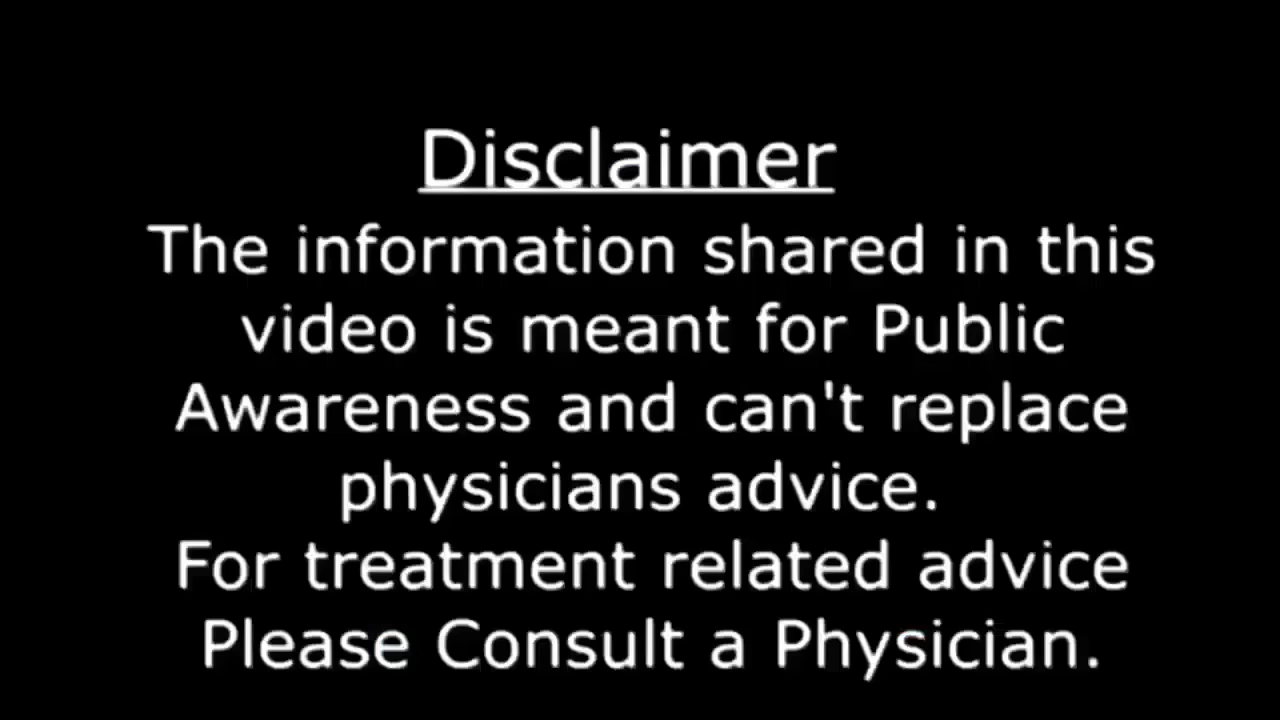 Disclaimer
The information shared in this
video is meant for Public
Awareness and can't replace
physicians advice.
For treatment related advice
Please Consult a Physician.